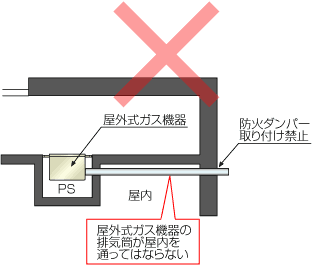 屋外式ガス機器
防火ダンパー
取り付け禁止
PS
屋内
屋外式ガス機器の
排気筒が屋内を
通ってはならない